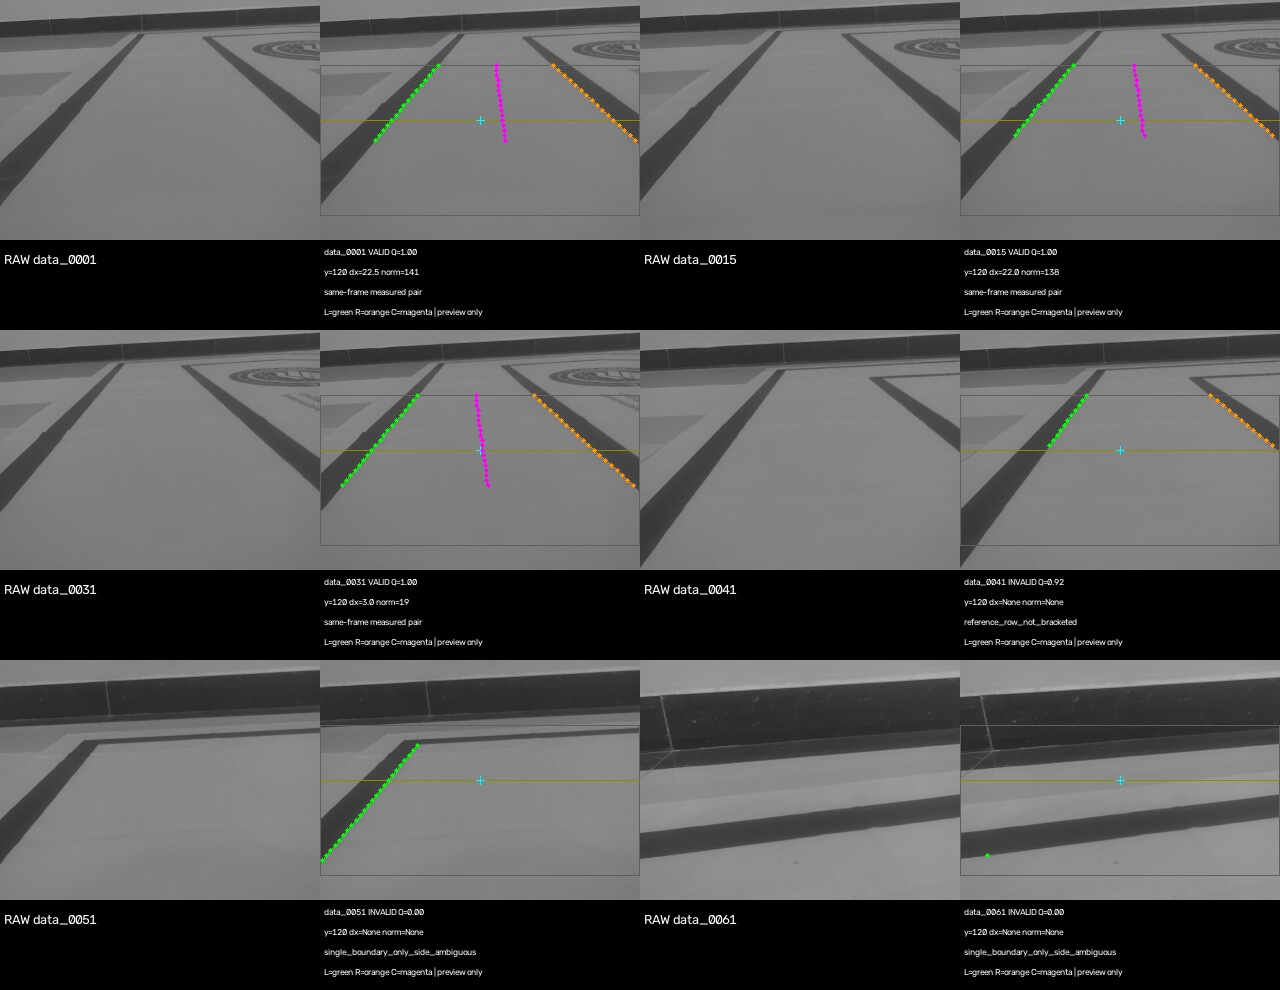 RAW data_0001
data_0001 VALID Q=1.00
y=120 dx=22.5 norm=141
same-frame measured pair
L=green R=orange C=magenta | preview only
RAW data_0015
data_0015 VALID Q=1.00
y=120 dx=22.0 norm=138
same-frame measured pair
L=green R=orange C=magenta | preview only
RAW data_0031
data_0031 VALID Q=1.00
y=120 dx=3.0 norm=19
same-frame measured pair
L=green R=orange C=magenta | preview only
RAW data_0041
data_0041 INVALID Q=0.92
y=120 dx=None norm=None
reference_row_not_bracketed
L=green R=orange C=magenta | preview only
RAW data_0051
data_0051 INVALID Q=0.00
y=120 dx=None norm=None
single_boundary_only_side_ambiguous
L=green R=orange C=magenta | preview only
RAW data_0061
data_0061 INVALID Q=0.00
y=120 dx=None norm=None
single_boundary_only_side_ambiguous
L=green R=orange C=magenta | preview only